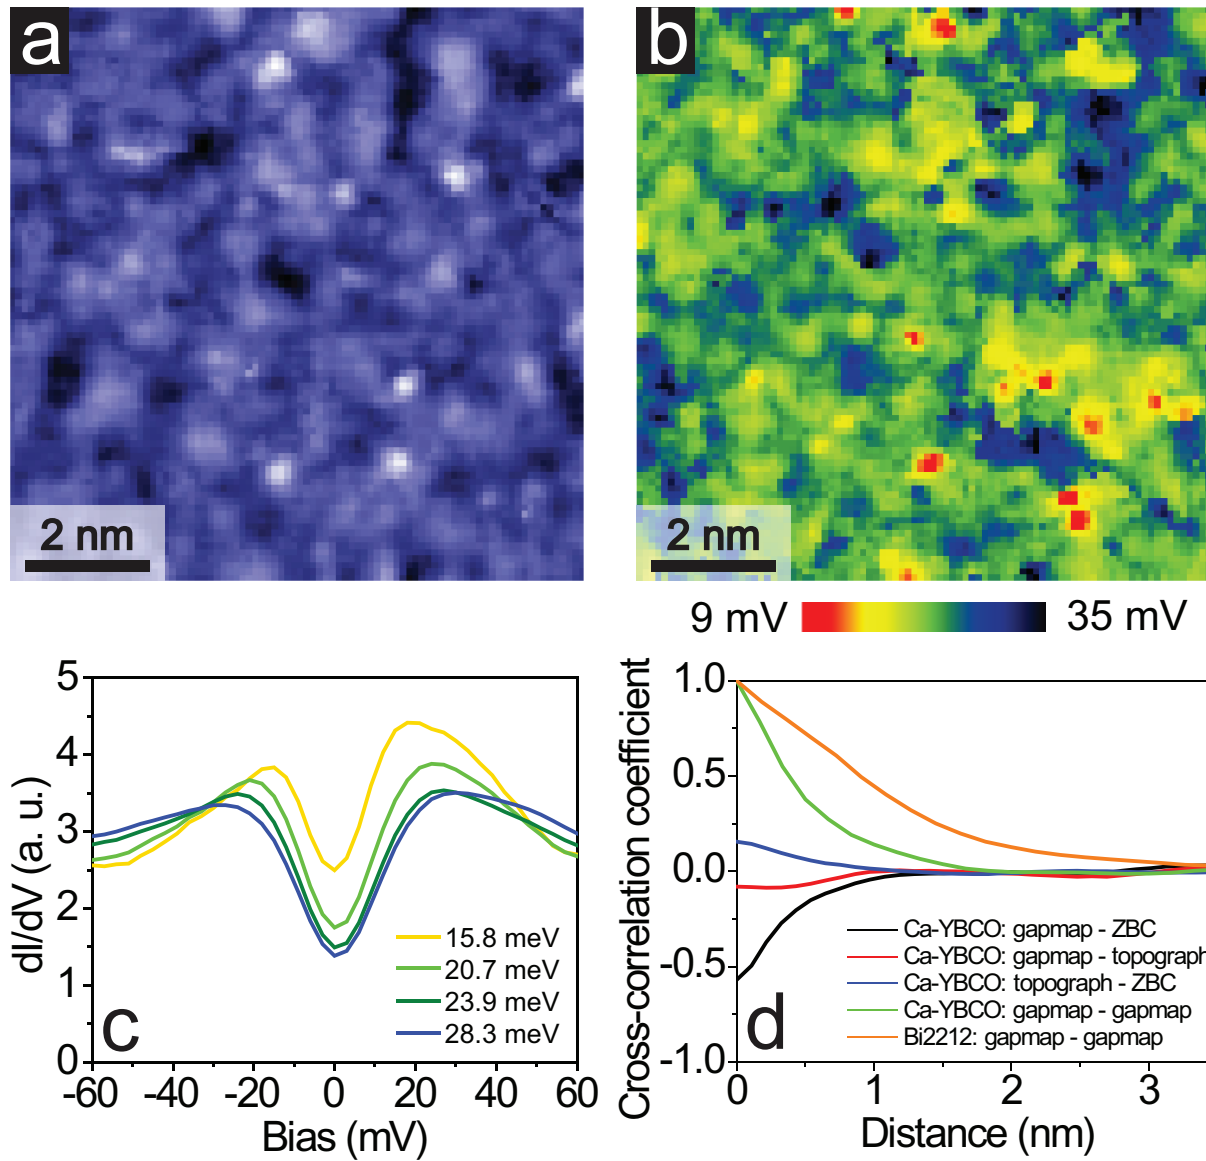 a
b
2 nm
2 nm
9 mV
35 mV
5
4
3
2
1
0
dI/dV (a. u.)
-60
-40
-20
0
20
40
60
Bias (mV)
15.8 meV
20.7 meV
23.9 meV
28.3 meV
c
1.0
0.5
0.0
-0.5
-1.0
Cross-correlation coefficient
0
1
2
3
Distance (nm)
Ca-YBCO: gapmap - ZBC
Ca-YBCO: gapmap - topograph
Ca-YBCO: topograph - ZBC
Ca-YBCO: gapmap - gapmap
Bi2212: gapmap - gapmap
d